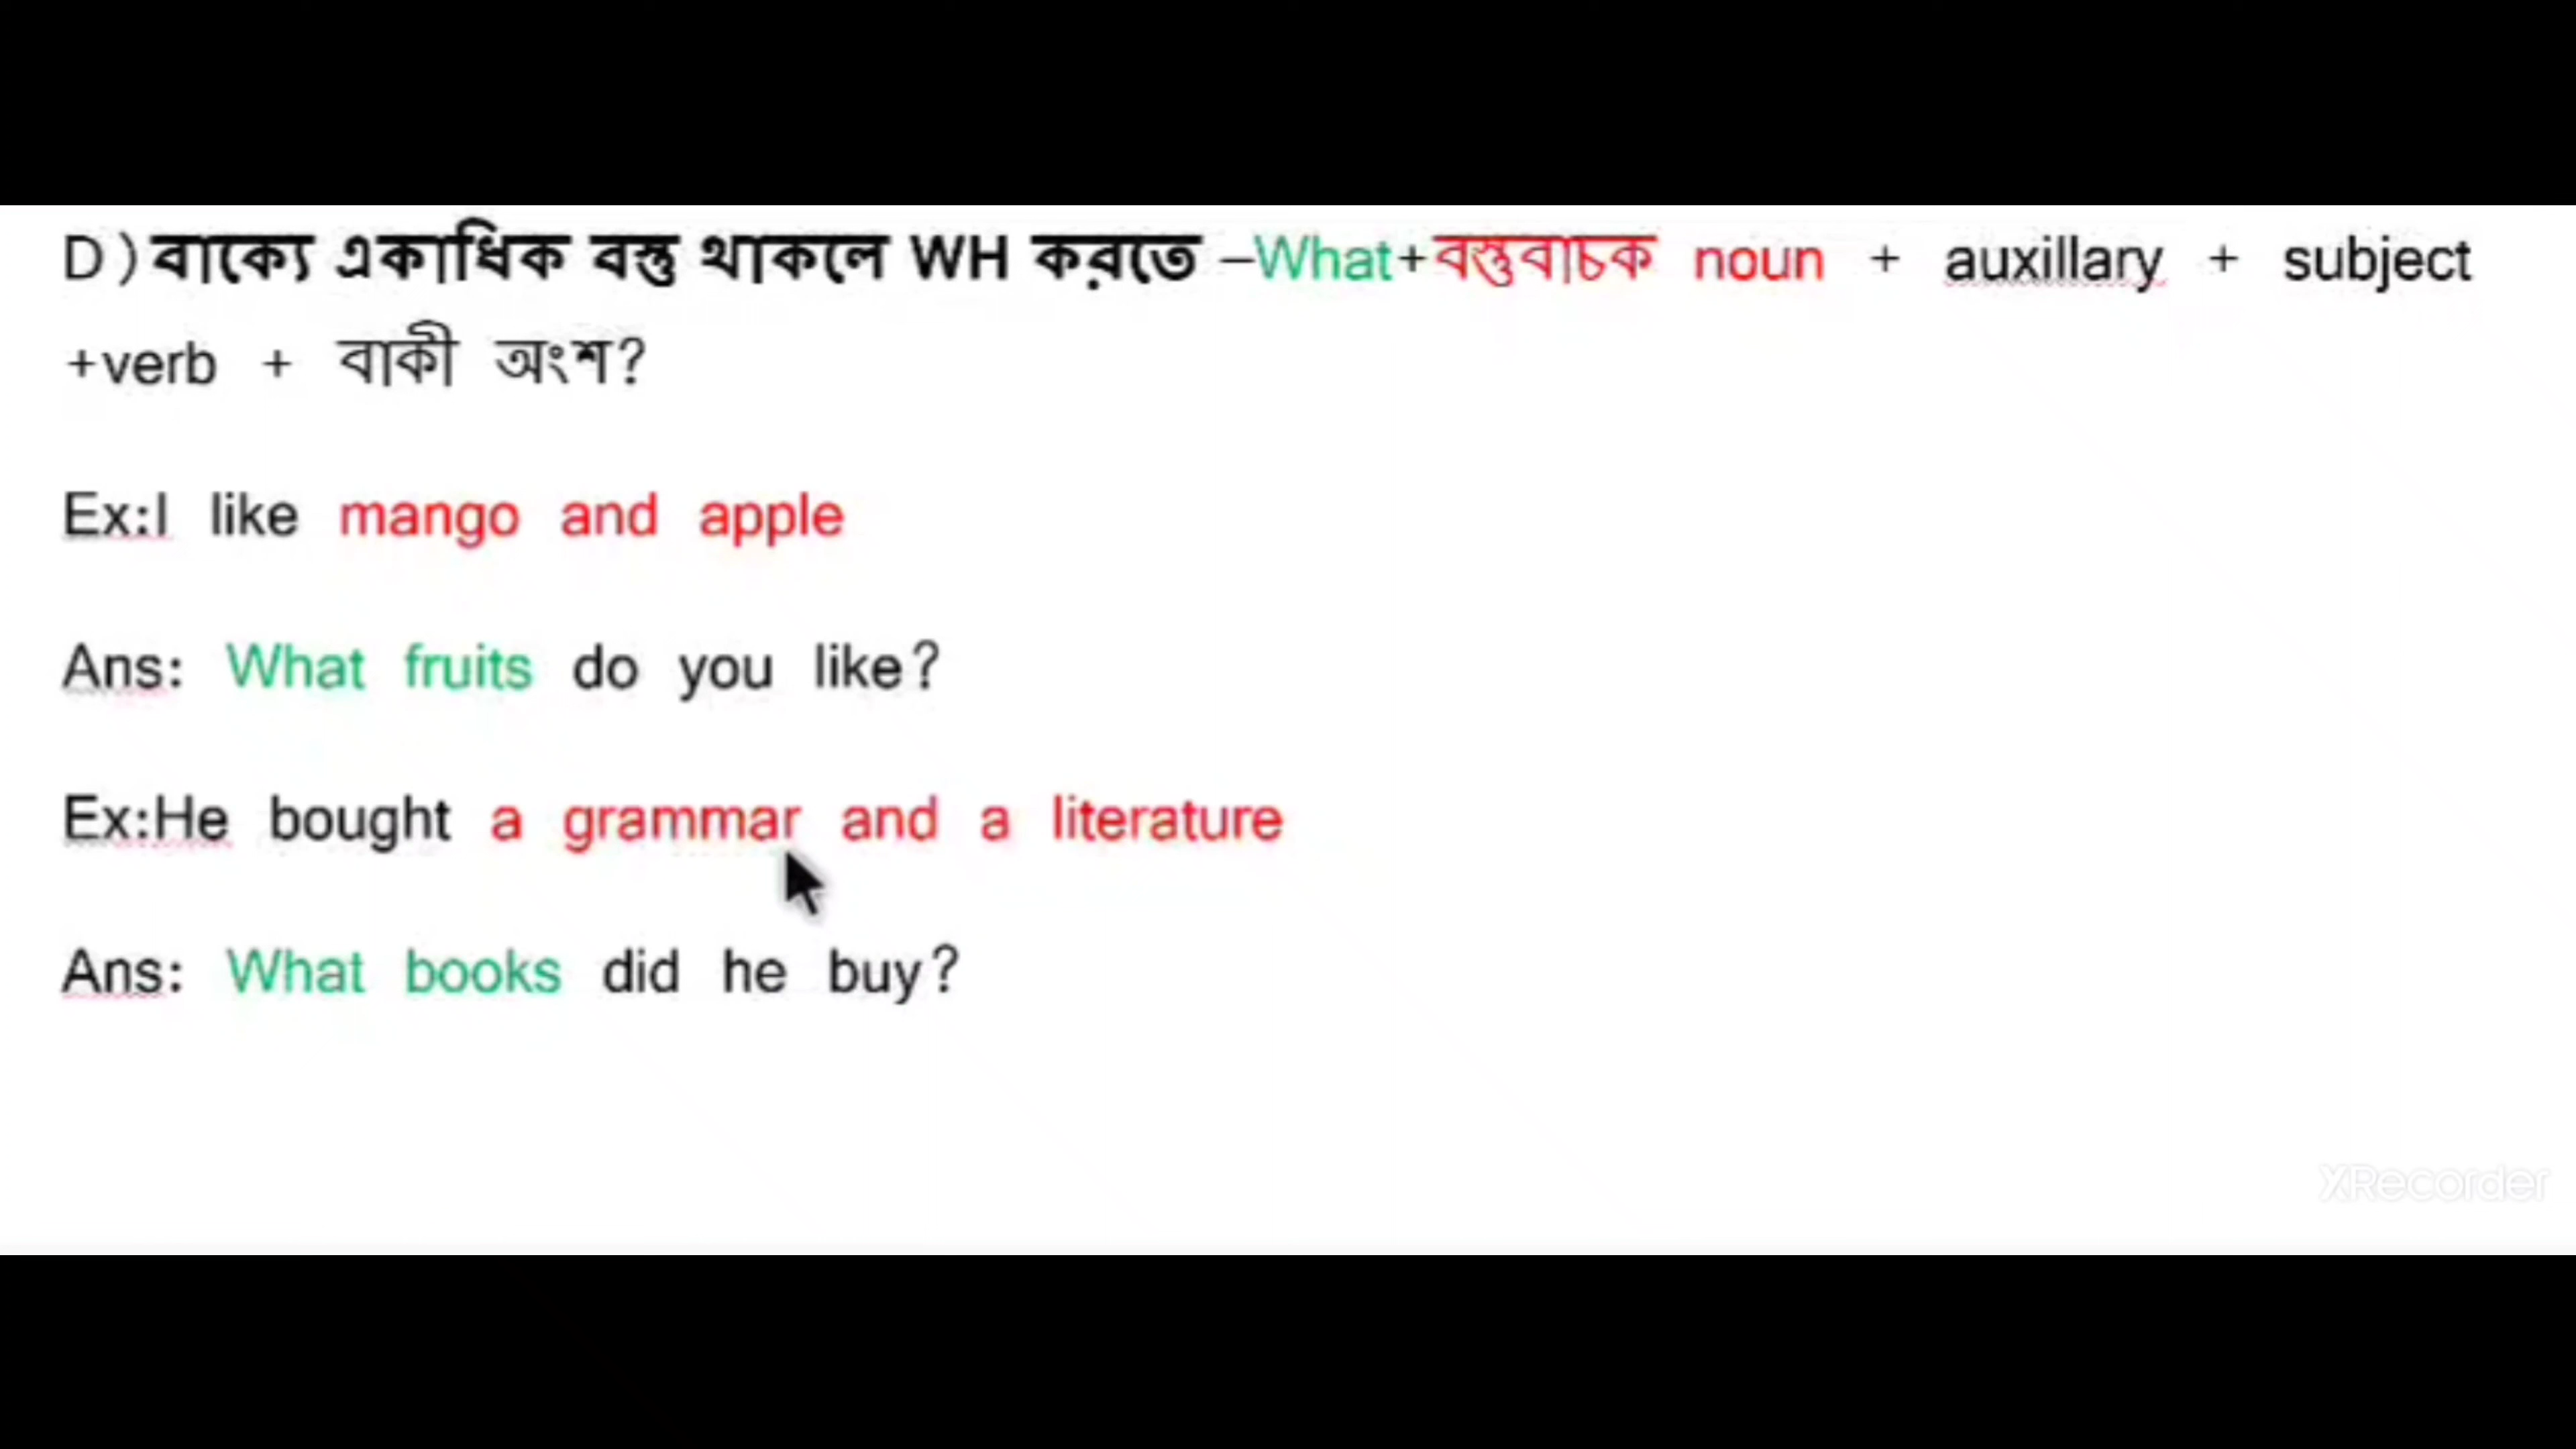 D)বাক্যে একাধিক বস্তু থাকলে WH করতে –What+বস্তুবাচক noun + auxillary + subject
+verb + বাকী অংশ?
Ex:I like mango and apple
Ans: What fruits do you like?
Ex:He bought a grammar and a literature
Ans: What books did he buy?
XRecorder